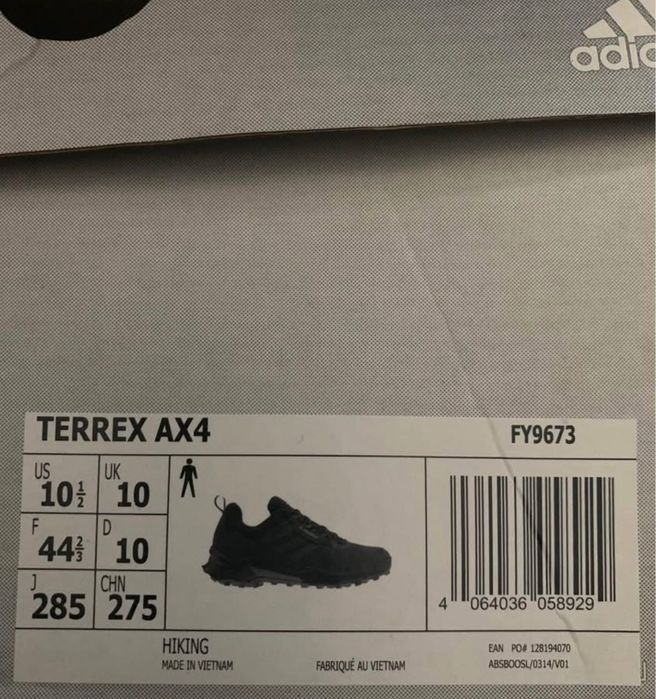 adidas
TERREX AX4
FY9673
US
10½
UK
10
F
44⅔
D
10
J
285
CHN
275
4 064036 058929
HIKING
MADE IN VIETNAM
FABRIQUÉ AU VIETNAM
EAN PO# 128194070
ABSBOOSL/0314/V01